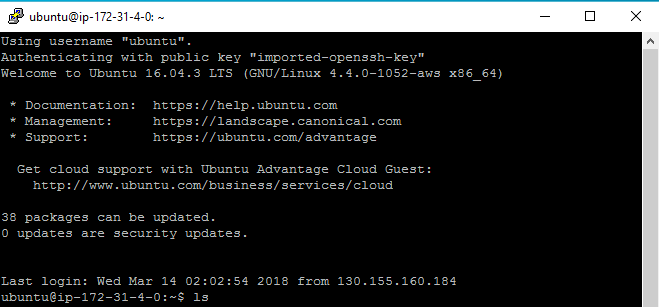 ubuntu@ip-172-31-4-0: ~
Using username "ubuntu".
Authenticating with public key "imported-openssh-key"
Welcome to Ubuntu 16.04.3 LTS (GNU/Linux 4.4.0-1052-aws x86_64)
* Documentation:  https://help.ubuntu.com
* Management:     https://landscape.canonical.com
* Support:        https://ubuntu.com/advantage
Get cloud support with Ubuntu Advantage Cloud Guest:
http://www.ubuntu.com/business/services/cloud
38 packages can be updated.
0 updates are security updates.
Last login: Wed Mar 14 02:02:54 2018 from 130.155.160.184
ubuntu@ip-172-31-4-0:~$ ls